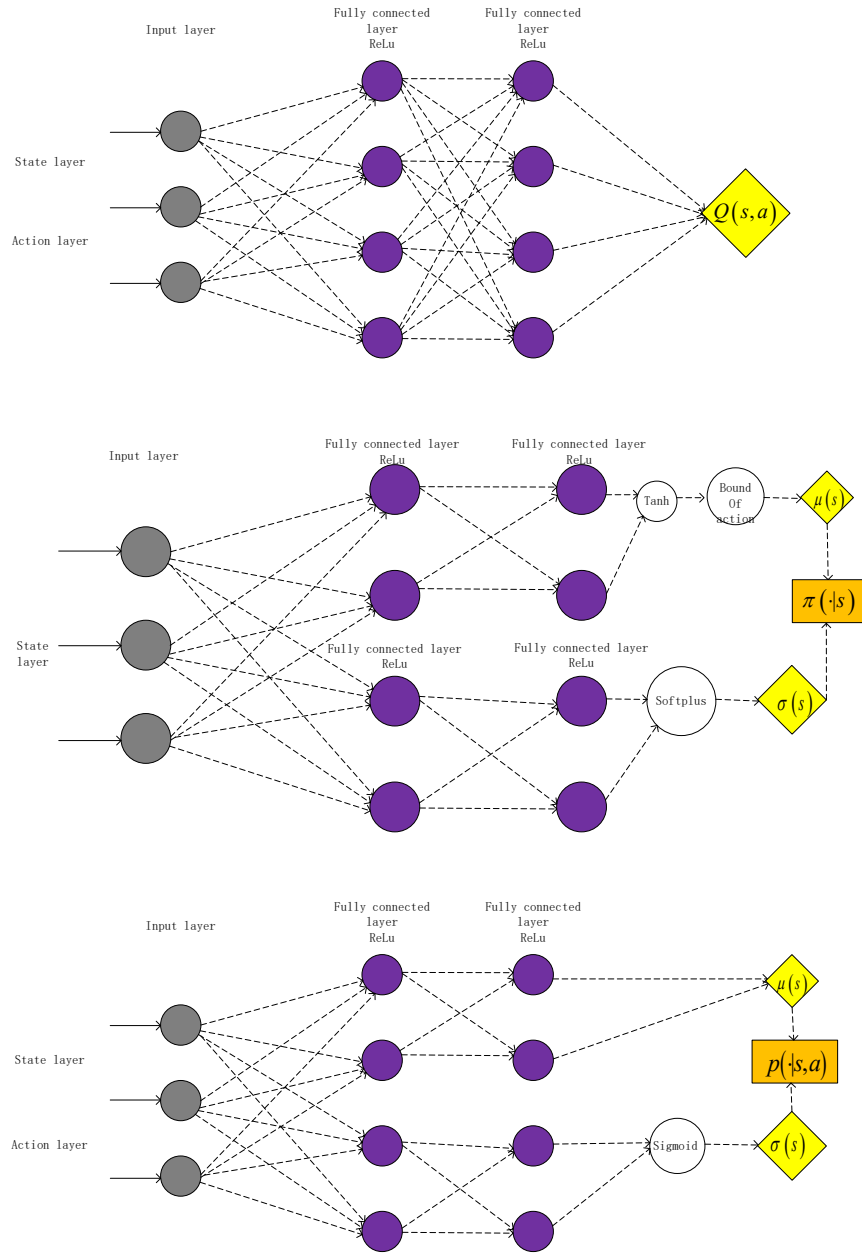 Input layer
Fully connected
layer
ReLu
Fully connected
layer
ReLu
State layer
Action layer
Q(s,a)
Input layer
Fully connected layer
ReLu
Fully connected layer
ReLu
Tanh
Bound
Of
action
μ(s)
π(·|s)
State
layer
Fully connected layer
ReLu
Fully connected layer
ReLu
Softplus
σ(s)
Input layer
Fully connected
layer
ReLu
Fully connected
layer
ReLu
State layer
Action layer
μ(s)
p(·|s,a)
Sigmoid
σ(s)